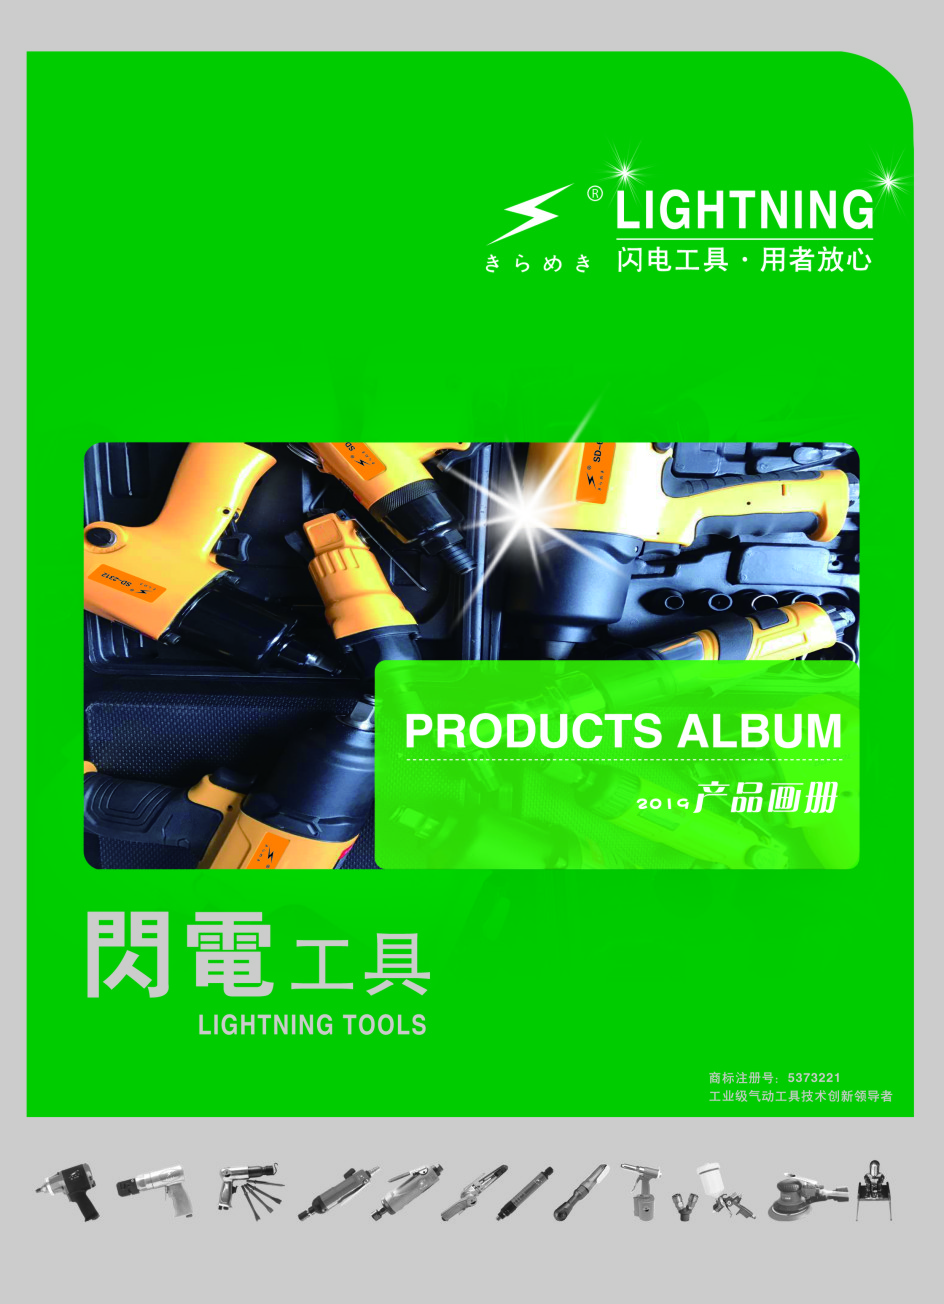 ® LIGHTNING
きらめき 闪电工具·用者放心
SD-2312
PRODUCTS ALBUM
2019产品画册
閃電工具
LIGHTNING TOOLS
商标注册号：5373221
工业级气动工具技术创新领导者